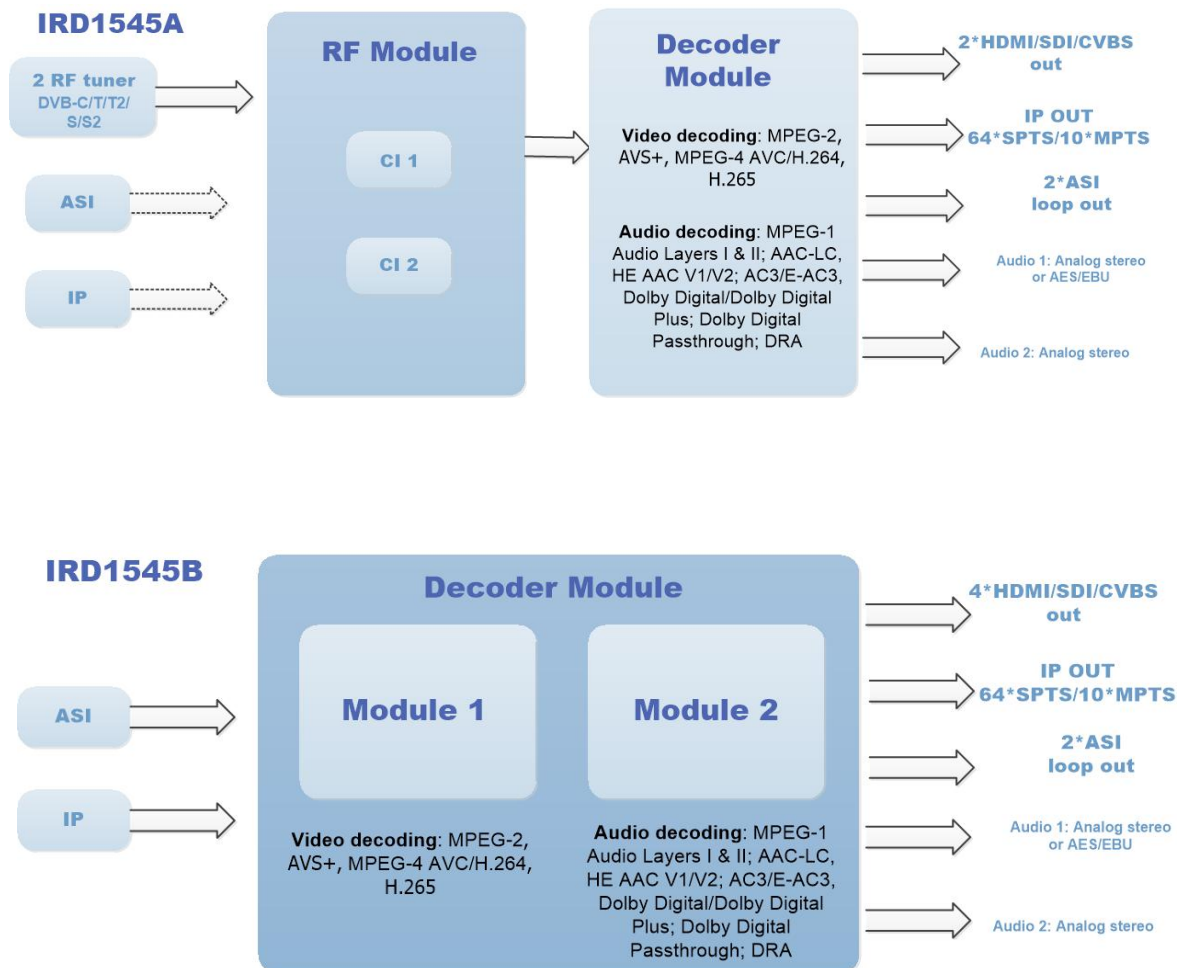 IRD1545A
2 RF tuner
DVB-C/T/T2/
S/S2
ASI
IP
RF Module
CI 1
CI 2
Decoder
Module
Video decoding: MPEG-2,
AVS+, MPEG-4 AVC/H.264,
H.265
Audio decoding: MPEG-1
Audio Layers I & II; AAC-LC,
HE AAC V1/V2; AC3/E-AC3,
Dolby Digital/Dolby Digital
Plus; Dolby Digital
Passthrough; DRA
2*HDMI/SDI/CVBS
out
IP OUT
64*SPTS/10*MPTS
2*ASI
loop out
Audio 1: Analog stereo
or AES/EBU
Audio 2: Analog stereo
IRD1545B
ASI
IP
Decoder Module
Module 1
Module 2
Video decoding: MPEG-2,
AVS+, MPEG-4 AVC/H.264,
H.265
Audio decoding: MPEG-1
Audio Layers I & II; AAC-LC,
HE AAC V1/V2; AC3/E-AC3,
Dolby Digital/Dolby Digital
Plus; Dolby Digital
Passthrough; DRA
4*HDMI/SDI/CVBS
out
IP OUT
64*SPTS/10*MPTS
2*ASI
loop out
Audio 1: Analog stereo
or AES/EBU
Audio 2: Analog stereo